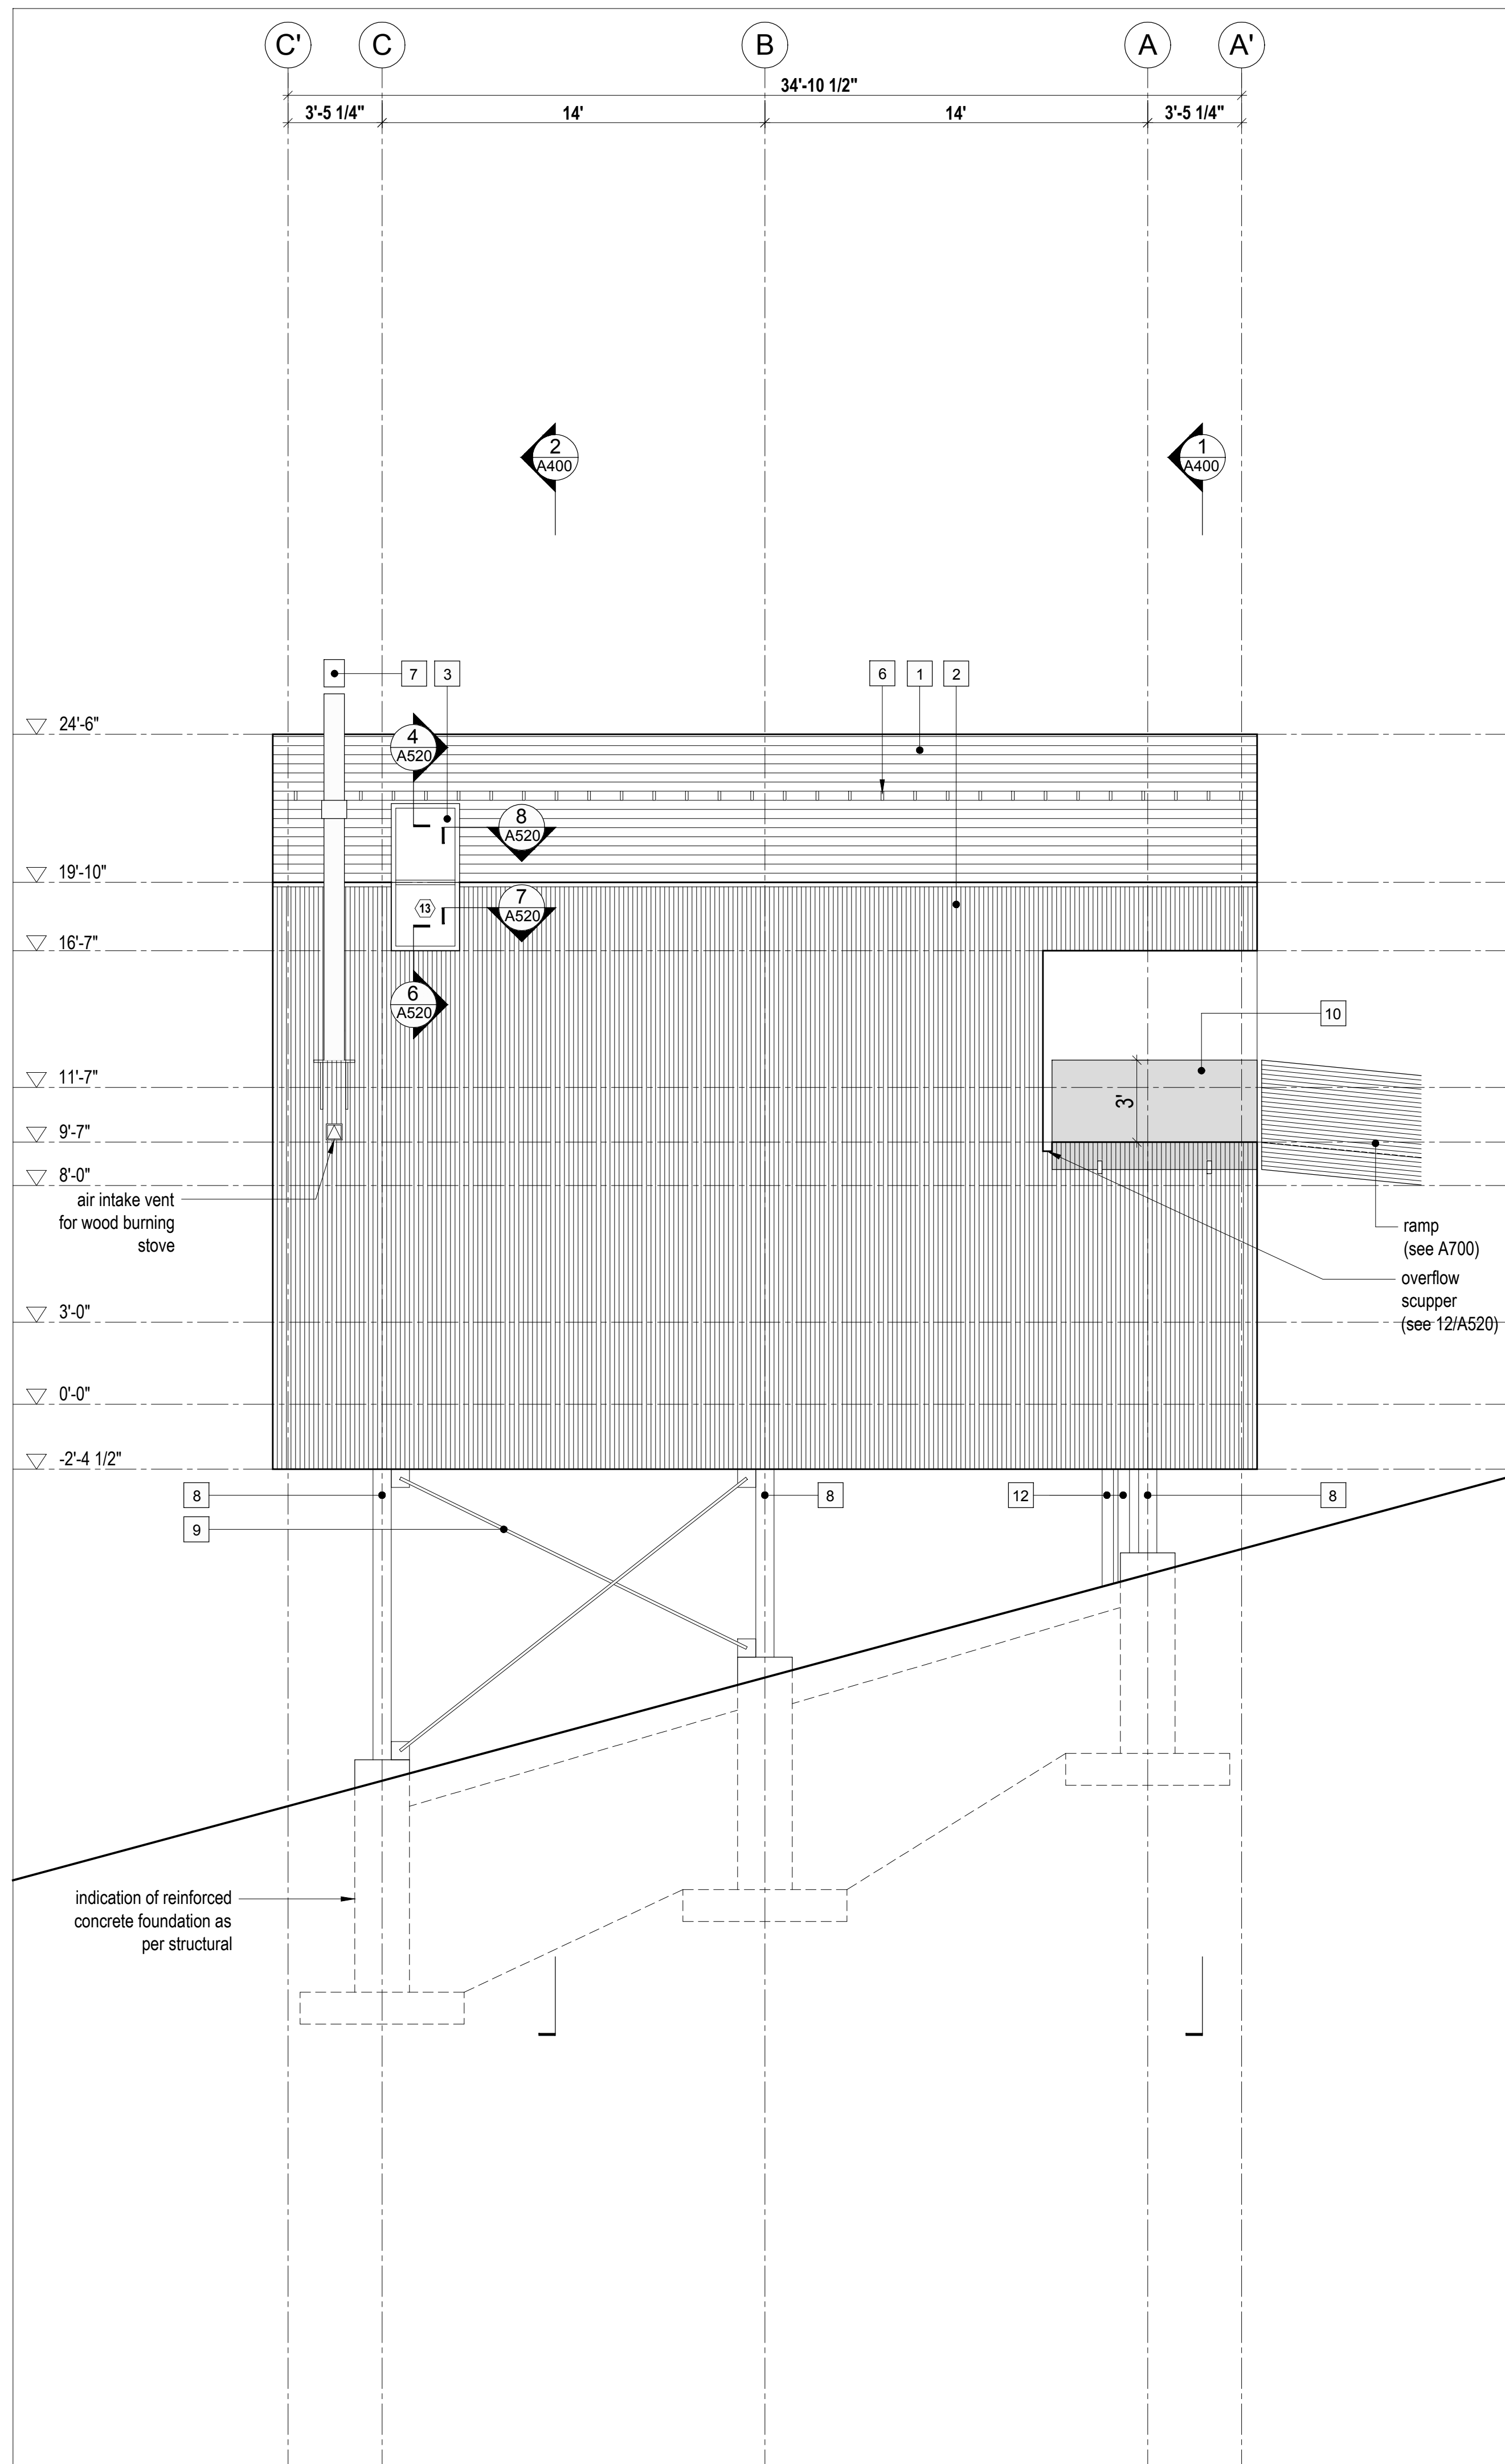 C'
C
B
A
A'
34'-10 1/2"
3'-5 1/4"
14'
14'
3'-5 1/4"
2
A400
1
A400
7
3
6
1
2
24'-6"
4
A520
8
A520
19'-10"
13
7
A520
16'-7"
6
A520
10
11'-7"
3'
9'-7"
8'-0"
air intake vent
for wood burning
stove
ramp
(see A700)
overflow
scupper
(see 12/A520)
3'-0"
0'-0"
-2'-4 1/2"
8
8
12
8
9
indication of reinforced
concrete foundation as
per structural